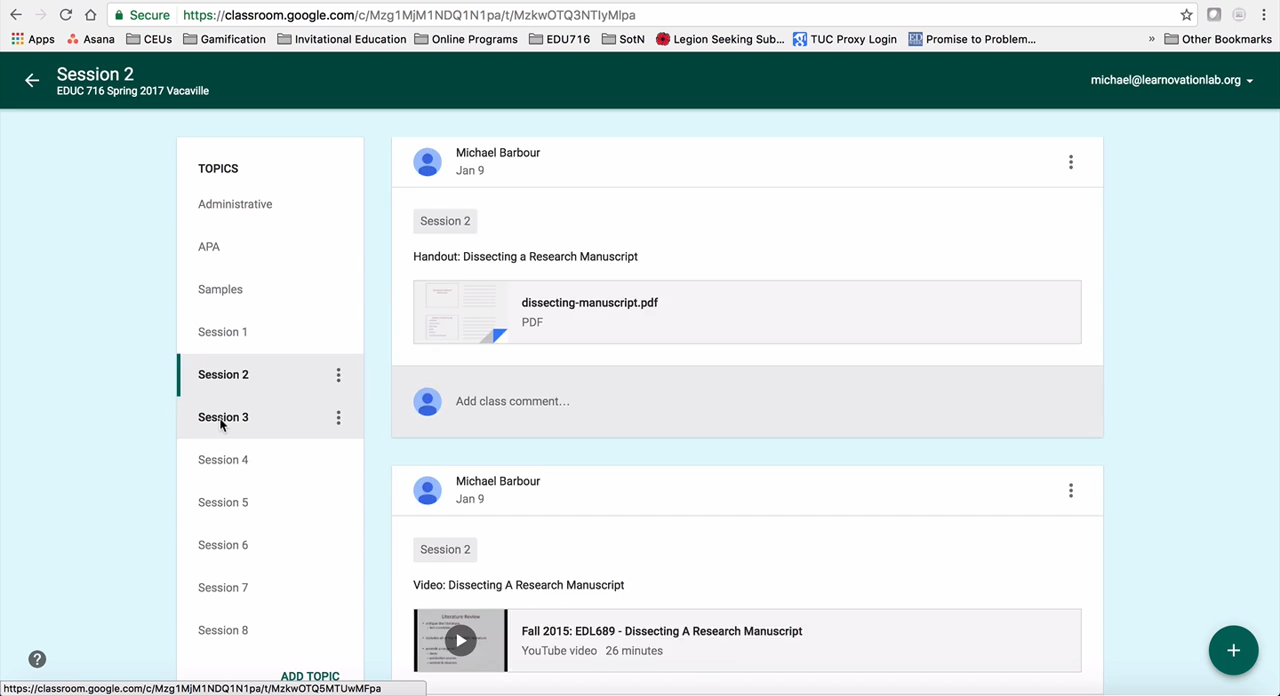 Secure https://classroom.google.com/c/Mzg1MjM1NDQ1N1pa/t/MzkwOTQ3NTIyMlpa
Apps Asana CEUs Gamification Invitational Education Online Programs EDU716 SotN Legion Seeking Sub... TUC Proxy Login Promise to Problem... » Other Bookmarks
Session 2
EDUC 716 Spring 2017 Vacaville
michael@learnovationlab.org
TOPICS
Administrative
APA
Samples
Session 1
Session 2
Session 3
Session 4
Session 5
Session 6
Session 7
Session 8
ADD TOPIC
Michael Barbour
Jan 9
Session 2
Handout: Dissecting a Research Manuscript
dissecting-manuscript.pdf
PDF
Add class comment…
Michael Barbour
Jan 9
Session 2
Video: Dissecting A Research Manuscript
Literature Review
Fall 2015: EDL689 - Dissecting A Research Manuscript
YouTube video 26 minutes
https://classroom.google.com/c/Mzg1MjM1NDQ1N1pa/t/MzkwOTQ5MTUwMFpa